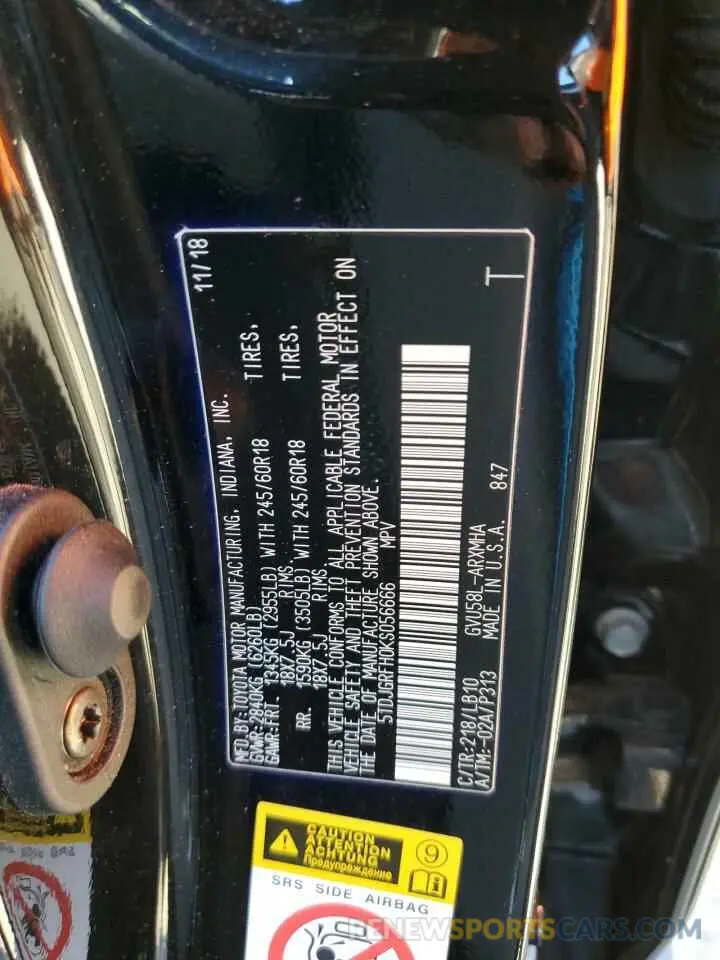 11/18
MFD.BY:TOYOTA MOTOR MANUFACTURING, INDIANA, INC.
GVWR:2840KG(6260LB)
GAWR:FRT. 1345KG(2955LB)WITH 245/60R18 TIRES,
18X7.5J RIMS
RR. 1590KG(3505LB)WITH 245/60R18 TIRES,
18X7.5J RIMS
THIS VEHICLE CONFORMS TO ALL APPLICABLE FEDERAL MOTOR
VEHICLE SAFETY AND THEFT PREVENTION STANDARDS IN EFFECT ON
THE DATE OF MANUFACTURE SHOWN ABOVE.
5TDJGRFH0KS056666 MPV
T
C/TR:218/LB10 GVU58L-ARXMHA
A/TM:-02A/P313 MADE IN U.S.A. 847
CAUTION
ATTENTION
ACHTUNG
Предупреждение
9
SRS SIDE AIRBAG
RENEWSPORTSCARS.COM